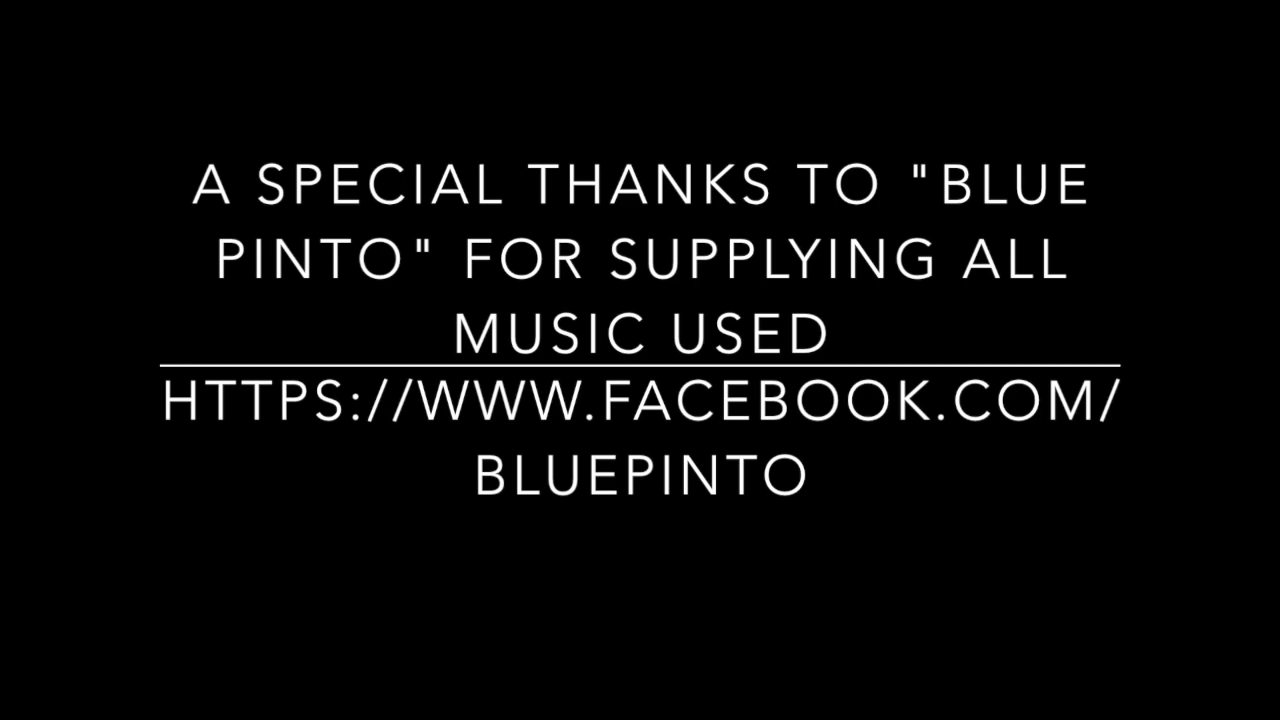 A SPECIAL THANKS TO "BLUE
PINTO" FOR SUPPLYING ALL
MUSIC USED
HTTPS://WWW.FACEBOOK.COM/
BLUEPINTO